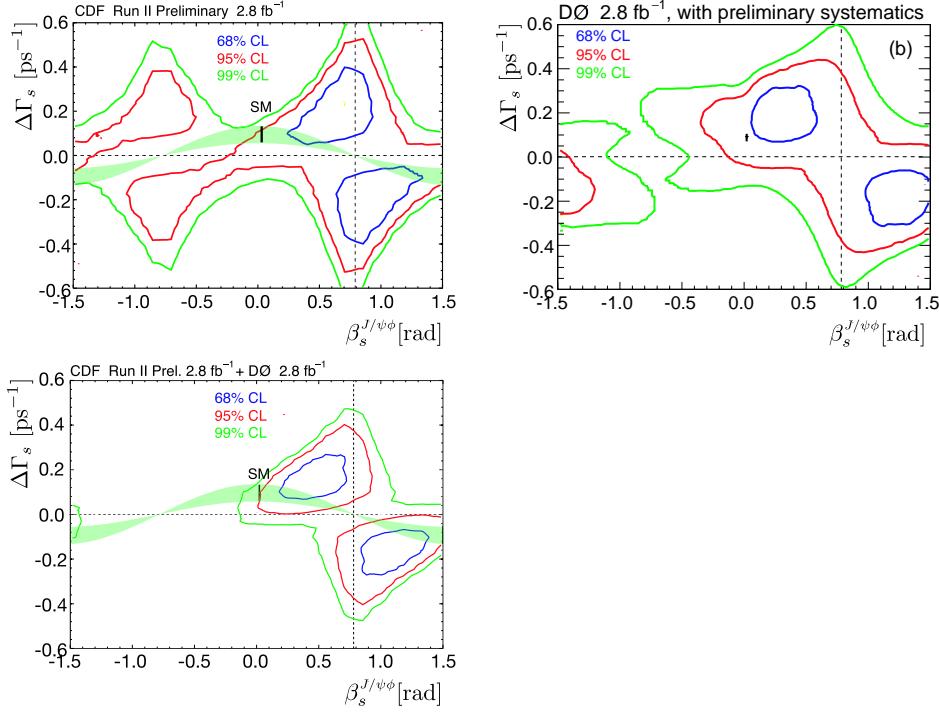 CDF Run II Preliminary 2.8 fb⁻¹
68% CL
95% CL
99% CL
SM
ΔΓₛ [ps⁻¹]
0.6
0.4
0.2
0.0
-0.2
-0.4
-0.6
-1.5 -1.0 -0.5 0.0 0.5 1.0 1.5
βₛ^{J/ψφ} [rad]
DØ 2.8 fb⁻¹, with preliminary systematics
68% CL
95% CL
99% CL
(b)
ΔΓₛ [ps⁻¹]
0.6
0.4
0.2
0.0
-0.2
-0.4
-0.6
-1.5 -1.0 -0.5 0.0 0.5 1.0 1.5
βₛ^{J/ψφ} [rad]
CDF Run II Prel. 2.8 fb⁻¹ + DØ 2.8 fb⁻¹
68% CL
95% CL
99% CL
SM
ΔΓₛ [ps⁻¹]
0.6
0.4
0.2
0.0
-0.2
-0.4
-0.6
-1.5 -1.0 -0.5 0.0 0.5 1.0 1.5
βₛ^{J/ψφ} [rad]